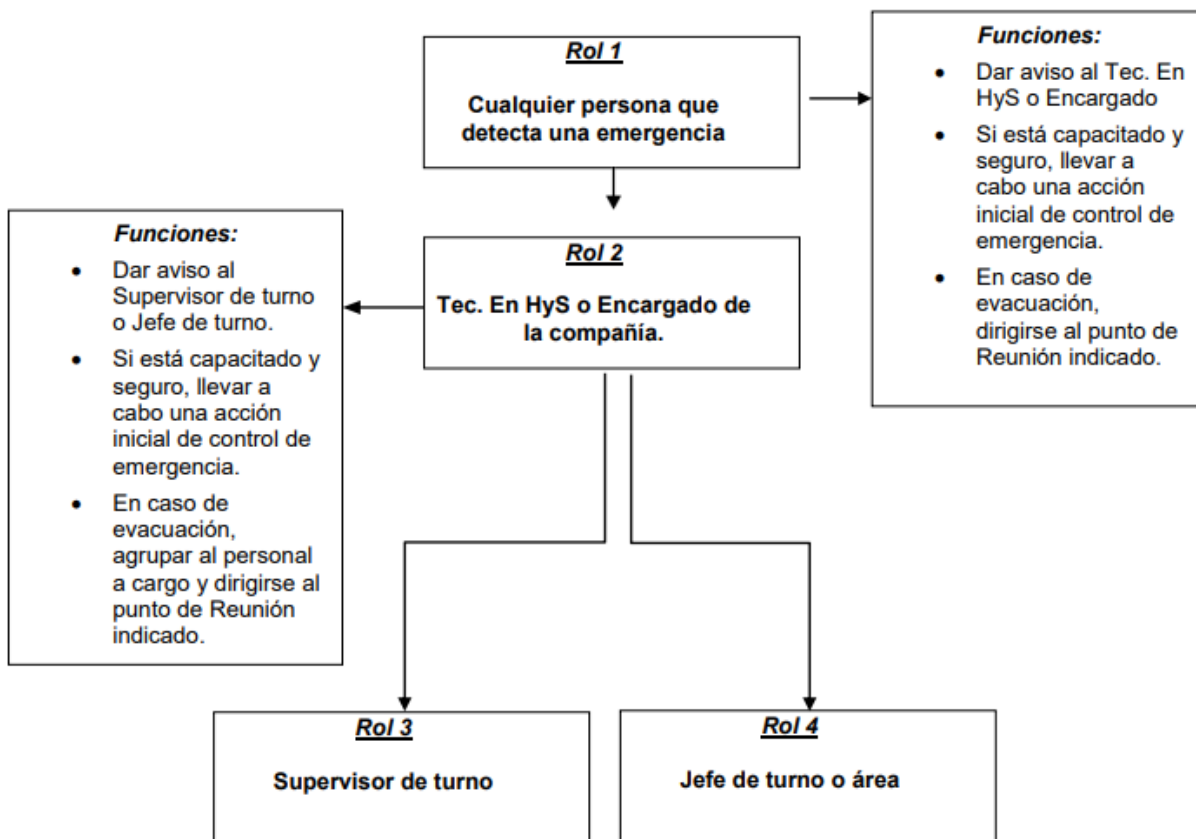 Rol 1
Cualquier persona que
detecta una emergencia
Funciones:
• Dar aviso al Tec. En
HyS o Encargado
• Si está capacitado y
seguro, llevar a
cabo una acción
inicial de control de
emergencia.
• En caso de
evacuación,
dirigirse al punto de
Reunión indicado.
Rol 2
Tec. En HyS o Encargado de
la compañía.
Funciones:
• Dar aviso al
Supervisor de turno
o Jefe de turno.
• Si está capacitado y
seguro, llevar a
cabo una acción
inicial de control de
emergencia.
• En caso de
evacuación,
agrupar al personal
a cargo y dirigirse al
punto de Reunión
indicado.
Rol 3
Supervisor de turno
Rol 4
Jefe de turno o área